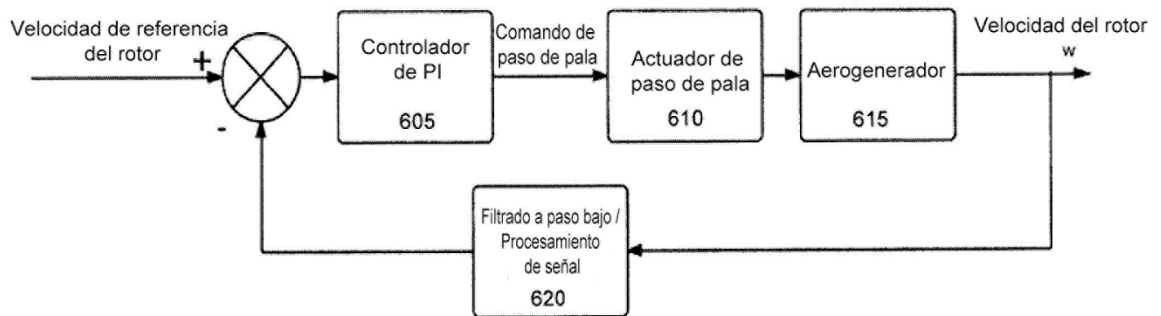 Velocidad de referencia
del rotor
+
-
Controlador
de PI
605
Comando de
paso de pala
Actuador de
paso de pala
610
Aerogenerador
615
Velocidad del rotor
w
Filtrado a paso bajo /
Procesamiento
de señal
620